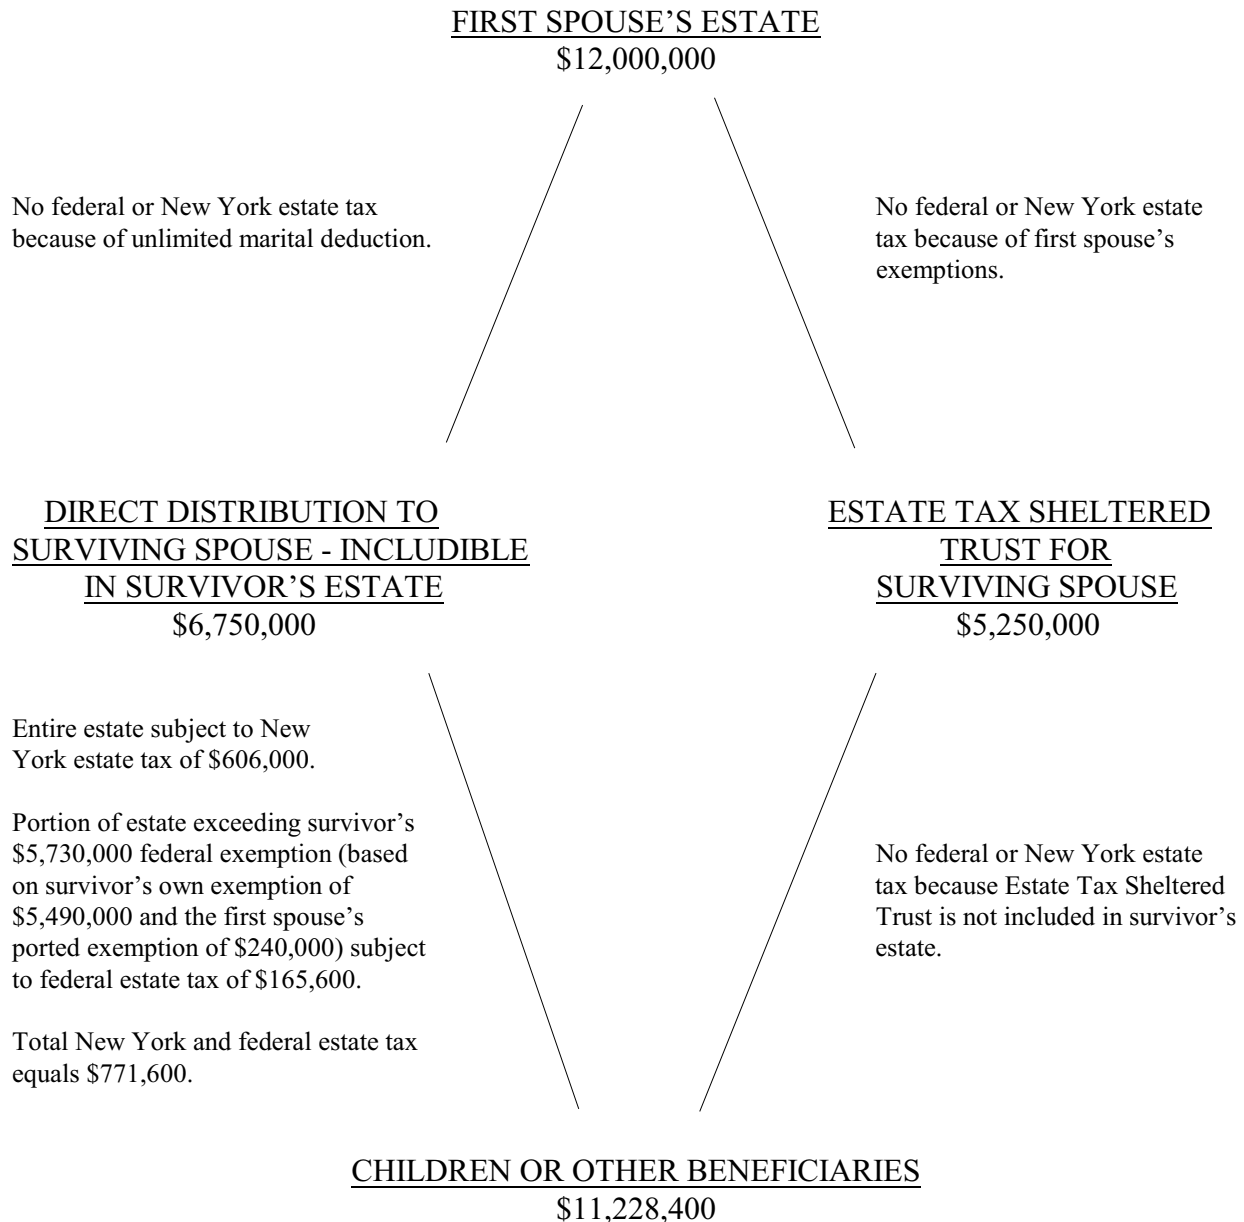 FIRST SPOUSE’S ESTATE
$12,000,000
No federal or New York estate tax
because of unlimited marital deduction.
No federal or New York estate
tax because of first spouse’s
exemptions.
DIRECT DISTRIBUTION TO
SURVIVING SPOUSE - INCLUDIBLE
IN SURVIVOR’S ESTATE
$6,750,000
ESTATE TAX SHELTERED
TRUST FOR
SURVIVING SPOUSE
$5,250,000
Entire estate subject to New
York estate tax of $606,000.
Portion of estate exceeding survivor’s
$5,730,000 federal exemption (based
on survivor’s own exemption of
$5,490,000 and the first spouse’s
ported exemption of $240,000) subject
to federal estate tax of $165,600.
Total New York and federal estate tax
equals $771,600.
No federal or New York estate
tax because Estate Tax Sheltered
Trust is not included in survivor’s
estate.
CHILDREN OR OTHER BENEFICIARIES
$11,228,400